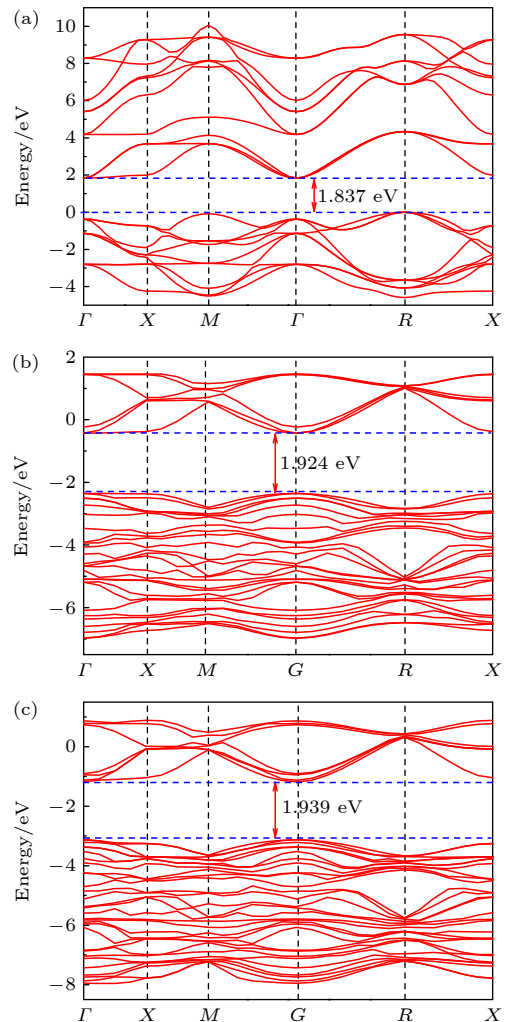 (a)
10
8
6
4
2
0
−2
−4
Energy/eV
1.837 eV
Γ X M Γ R X
(b)
2
0
−2
−4
−6
Energy/eV
1.924 eV
Γ X M G R X
(c)
0
−2
−4
−6
−8
Energy/eV
1.939 eV
Γ X M G R X